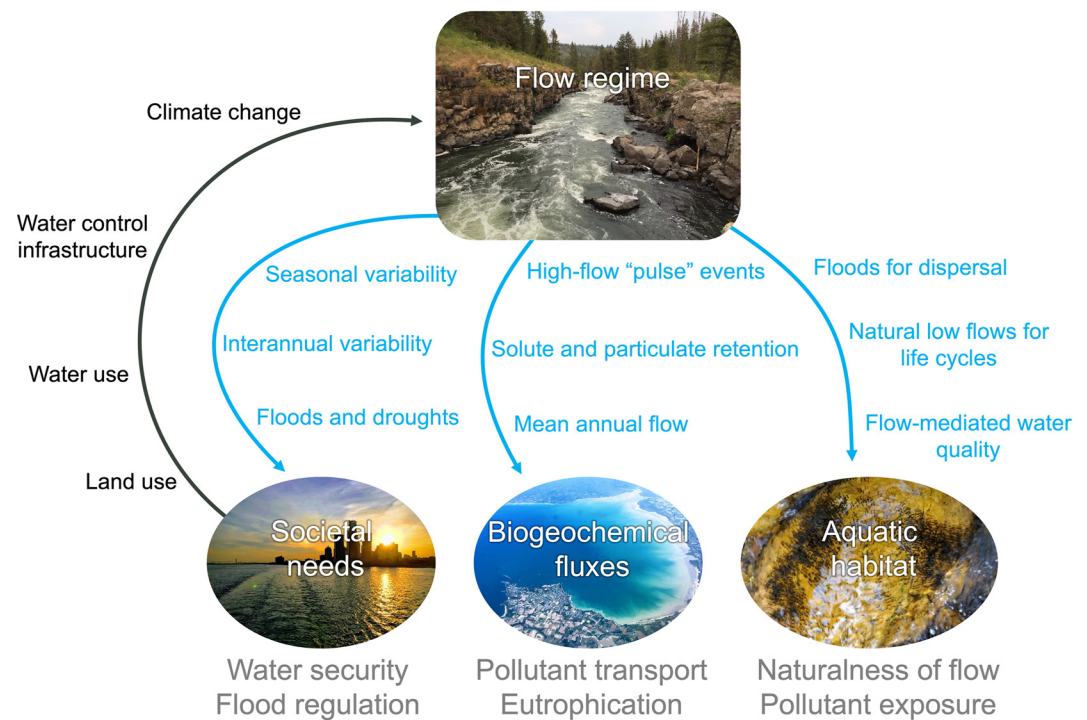 Flow regime
Climate change
Water control
infrastructure
Water use
Land use
Seasonal variability
Interannual variability
Floods and droughts
High-flow “pulse” events
Solute and particulate retention
Mean annual flow
Floods for dispersal
Natural low flows for
life cycles
Flow-mediated water
quality
Societal
needs
Biogeochemical
fluxes
Aquatic
habitat
Water security
Flood regulation
Pollutant transport
Eutrophication
Naturalness of flow
Pollutant exposure